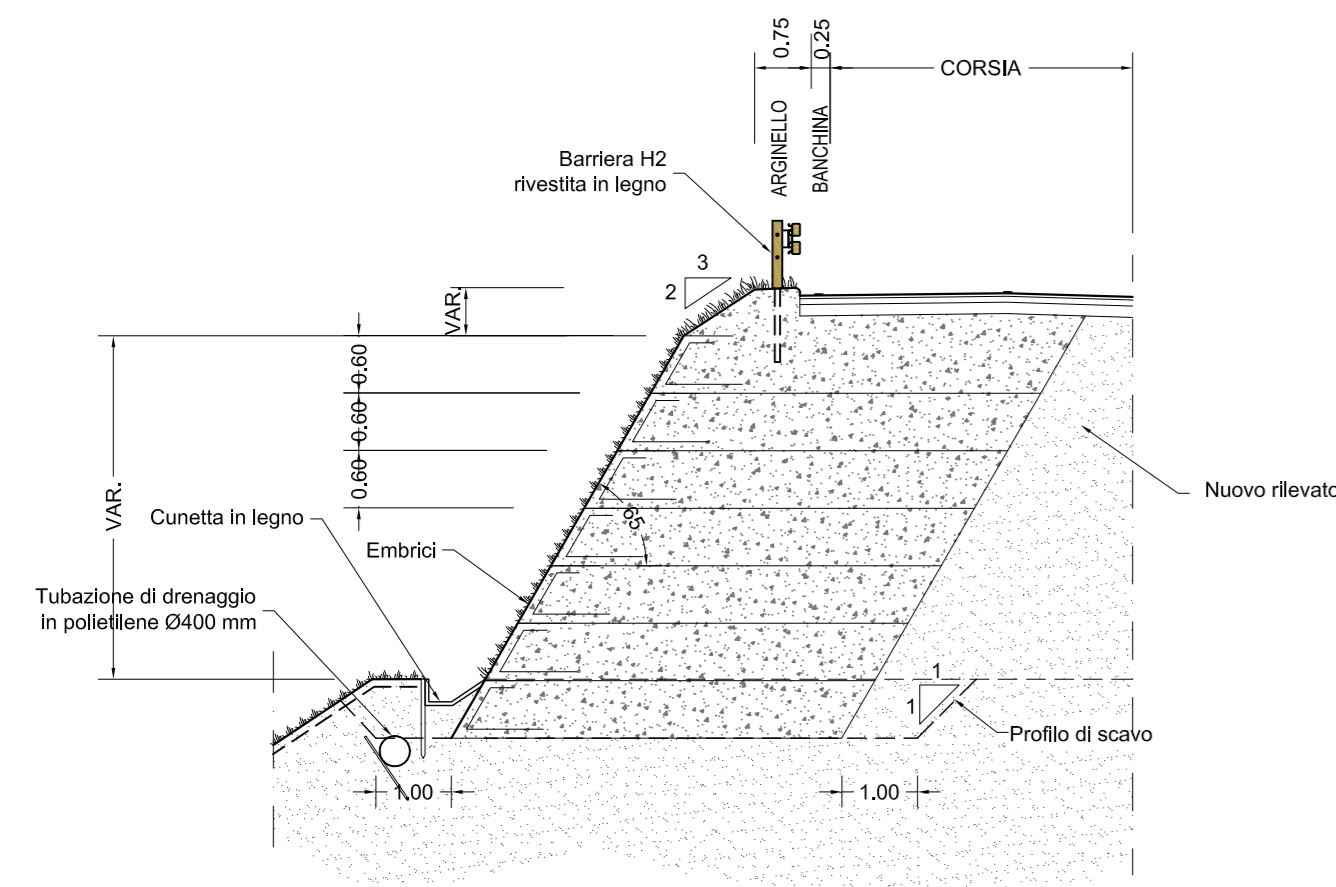 0.75
0.25
CORSIA
ARGINELLO
BANCHINA
Barriera H2
rivestita in legno
3
2
VAR.
0.60
0.60
0.60
VAR.
65
Nuovo rilevato
Cunetta in legno
Embrici
Tubazione di drenaggio
in polietilene Ø400 mm
1
1
Profilo di scavo
1.00
1.00